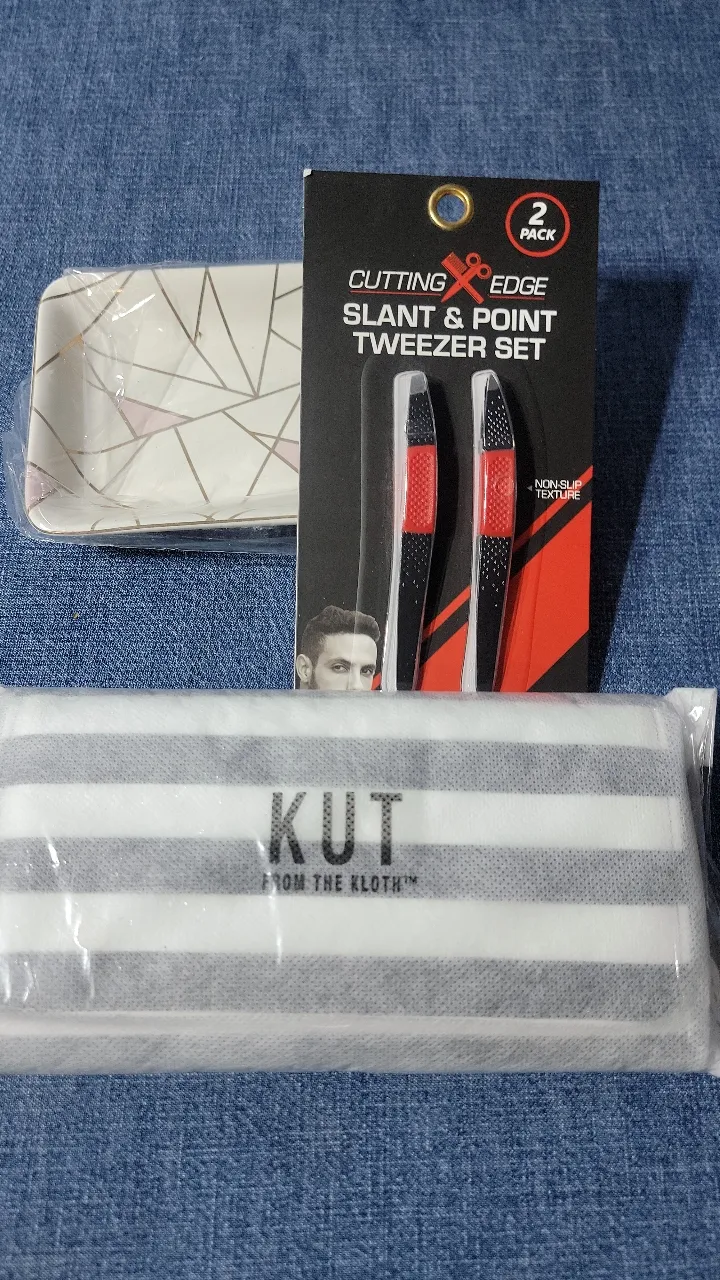 2
PACK
CUTTING EDGE
SLANT & POINT
TWEEZER SET
NON-SLIP
TEXTURE
KUT
FROM THE KLOTH™